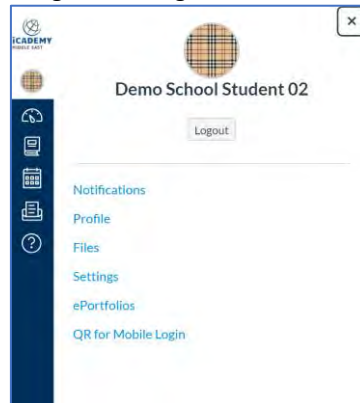 iCADEMY
MIDDLE EAST
Demo School Student 02
Logout
Notifications
Profile
Files
Settings
ePortfolios
QR for Mobile Login